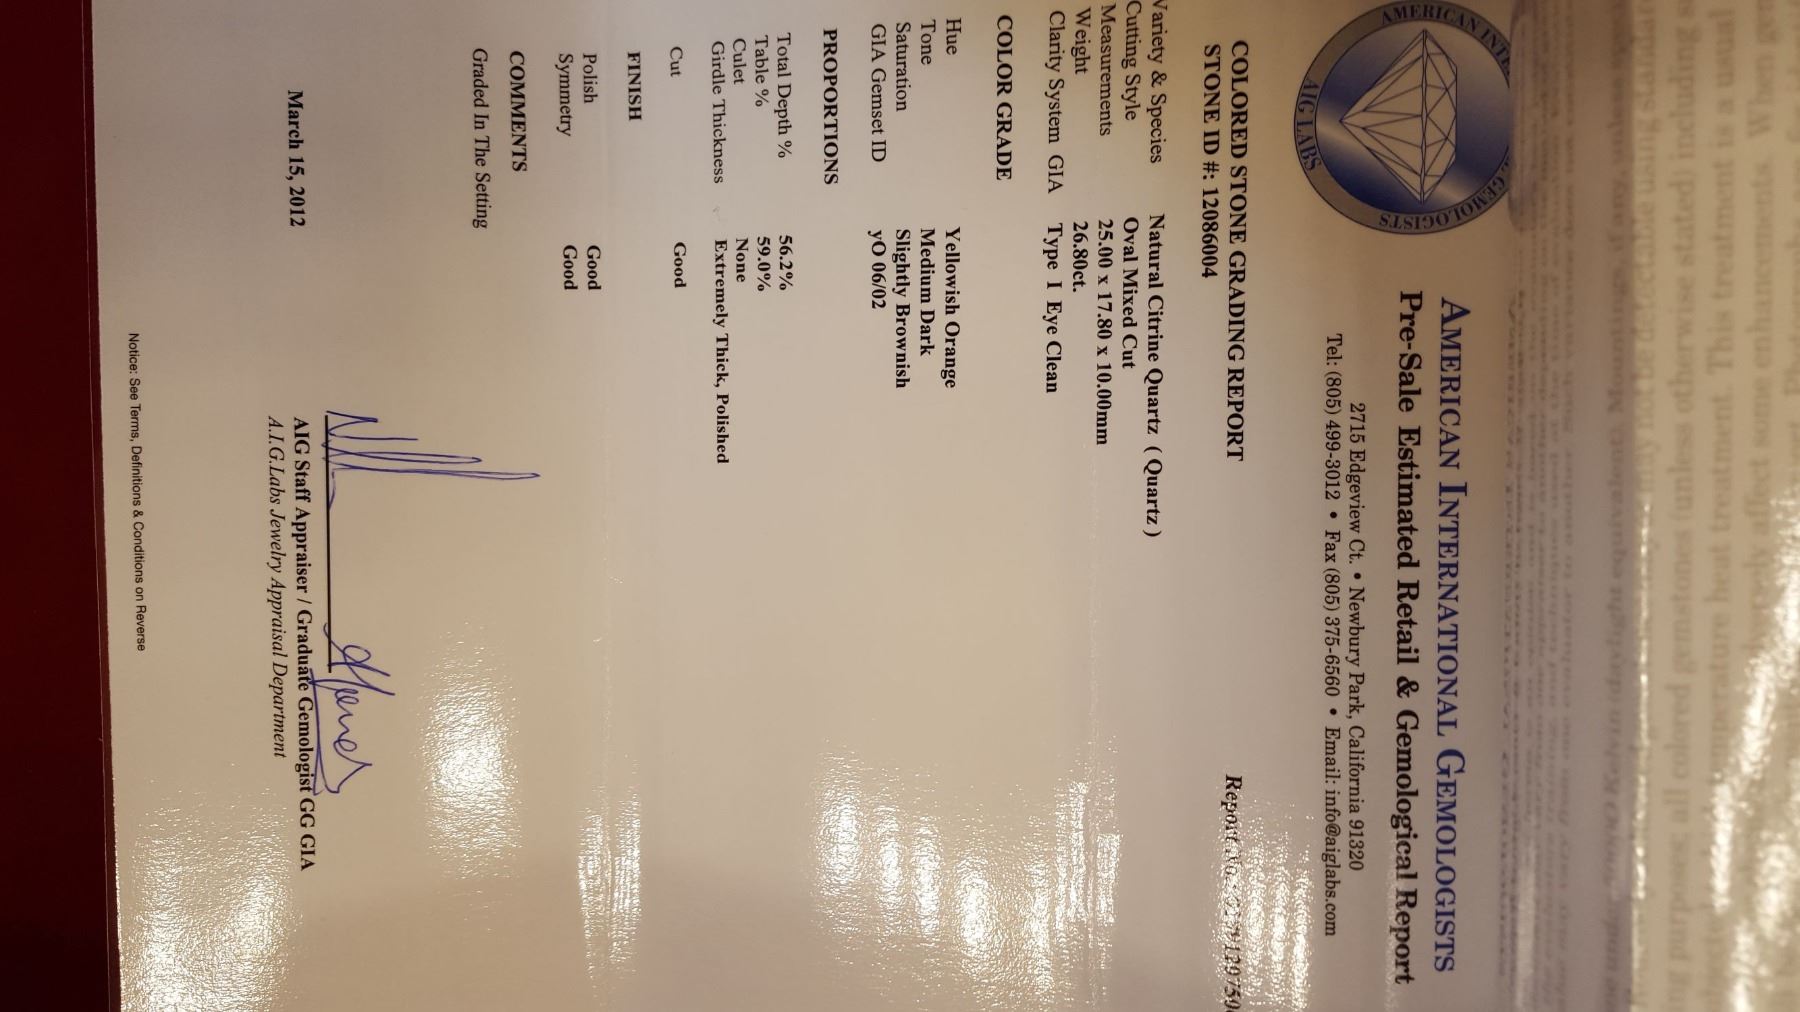 AMERICAN INTERNATIONAL GEMOLOGISTS
Pre-Sale Estimated Retail & Gemological Report
2715 Edgeview Ct. • Newbury Park, California 91320
Tel: (805) 499-3012 • Fax (805) 375-6560 • Email: info@aiglabs.com
AMERICAN INTE GEMOLOGISTS
AIG LABS
COLORED STONE GRADING REPORT Report
STONE ID #: 12086004
Variety & Species Natural Citrine Quartz ( Quartz )
Cutting Style Oval Mixed Cut
Measurements 25.00 x 17.80 x 10.00mm
Weight 26.80ct.
Clarity System GIA Type I Eye Clean
COLOR GRADE
Hue Yellowish Orange
Tone Medium Dark
Saturation Slightly Brownish
GIA Gemset ID yO 06/02
PROPORTIONS
Total Depth % 56.2%
Table % 59.0%
Culet None
Girdle Thickness Extremely Thick, Polished
Cut Good
FINISH
Polish Good
Symmetry Good
COMMENTS
Graded In The Setting
March 15, 2012
AIG Staff Appraiser / Graduate Gemologist GG GIA
A.I.G.Labs Jewelry Appraisal Department
Notice: See Terms, Definitions & Conditions on Reverse